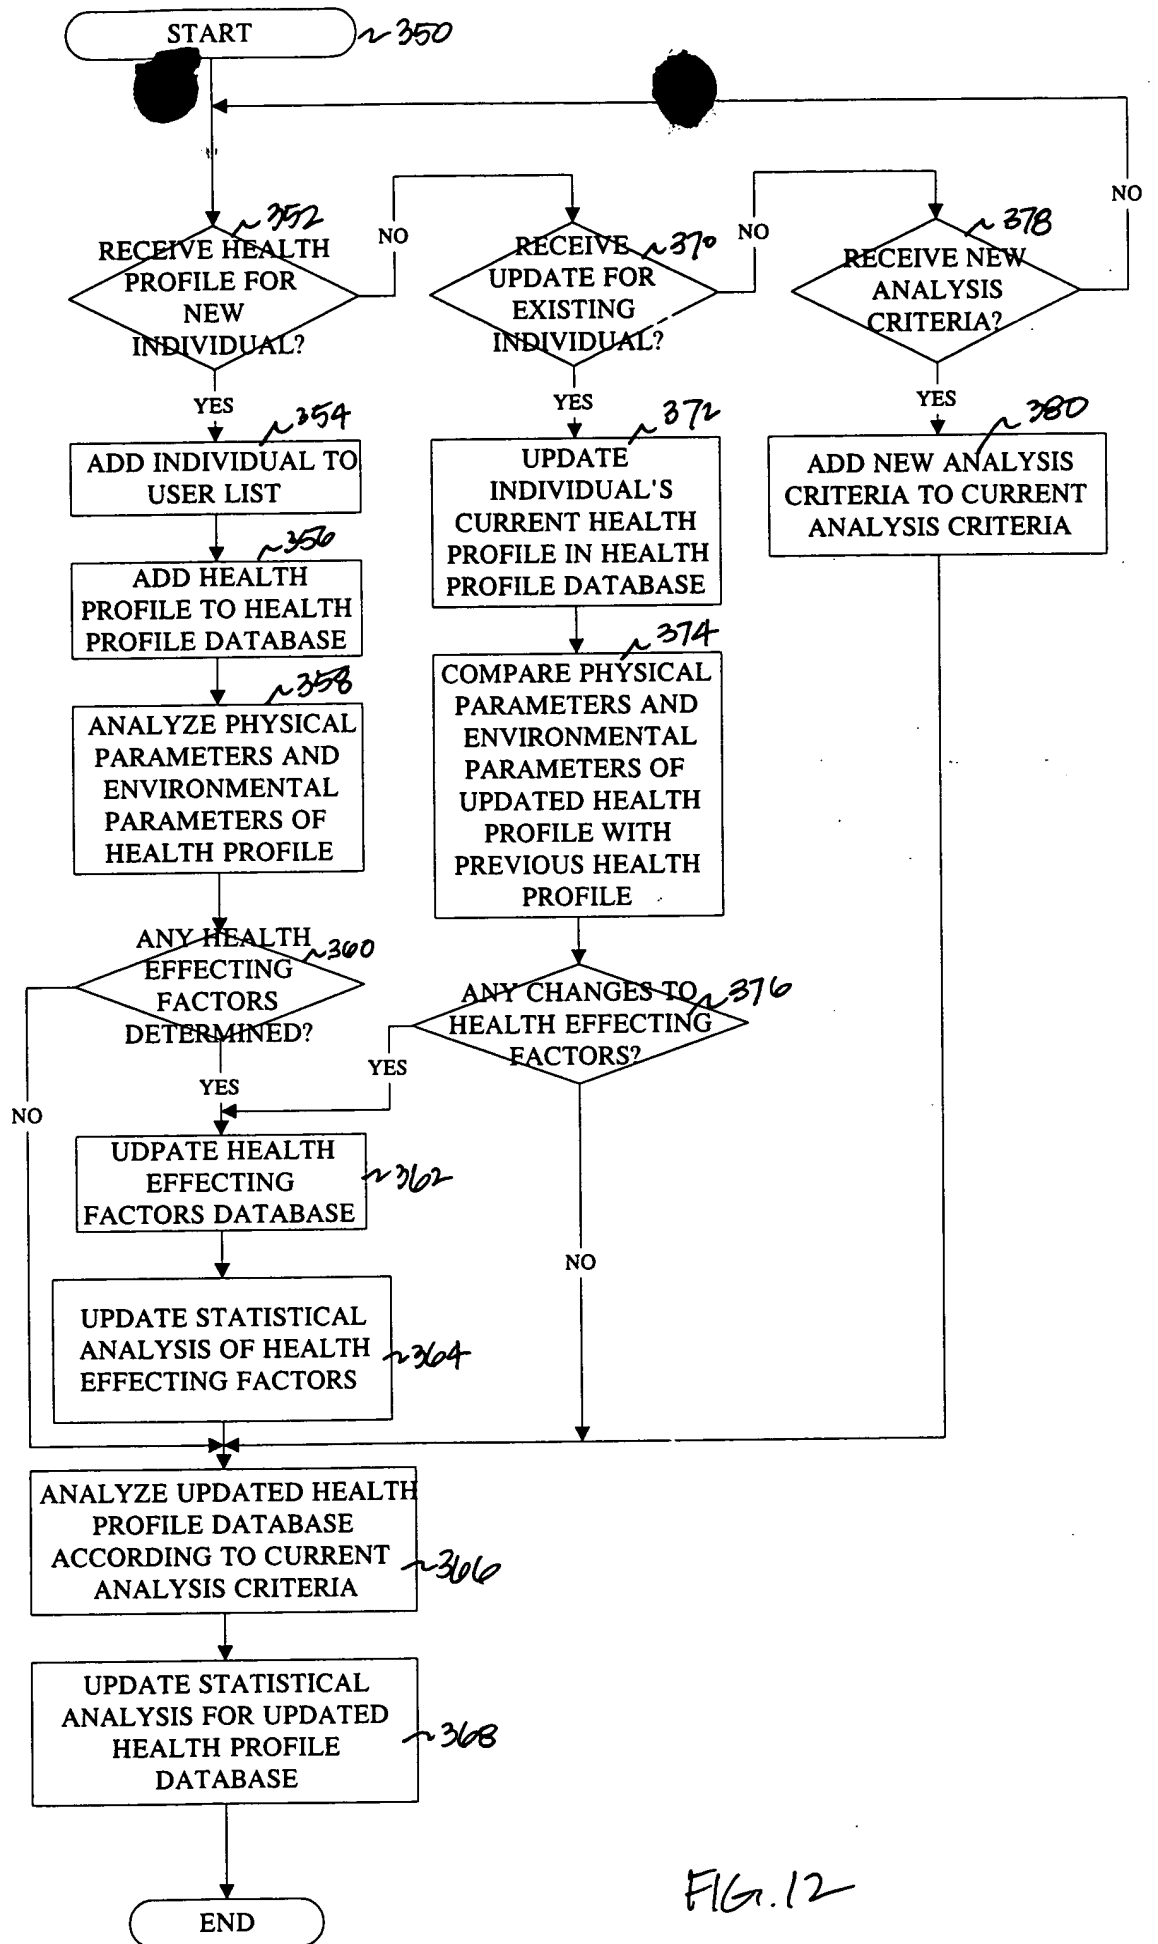 START
~350
~352
RECEIVE HEALTH
PROFILE FOR
NEW
INDIVIDUAL?
NO
~370
RECEIVE
UPDATE FOR
EXISTING
INDIVIDUAL?
NO
~378
RECEIVE NEW
ANALYSIS
CRITERIA?
NO
YES
~354
ADD INDIVIDUAL TO
USER LIST
~356
ADD HEALTH
PROFILE TO HEALTH
PROFILE DATABASE
~358
ANALYZE PHYSICAL
PARAMETERS AND
ENVIRONMENTAL
PARAMETERS OF
HEALTH PROFILE
YES
~372
UPDATE
INDIVIDUAL'S
CURRENT HEALTH
PROFILE IN HEALTH
PROFILE DATABASE
~374
COMPARE PHYSICAL
PARAMETERS AND
ENVIRONMENTAL
PARAMETERS OF
UPDATED HEALTH
PROFILE WITH
PREVIOUS HEALTH
PROFILE
YES
~380
ADD NEW ANALYSIS
CRITERIA TO CURRENT
ANALYSIS CRITERIA
ANY HEALTH
EFFECTING
FACTORS
DETERMINED?
~360
ANY CHANGES TO
HEALTH EFFECTING
FACTORS?
~376
NO
YES
YES
UDPATE HEALTH
EFFECTING
FACTORS DATABASE
~362
NO
UPDATE STATISTICAL
ANALYSIS OF HEALTH
EFFECTING FACTORS
~364
ANALYZE UPDATED HEALTH
PROFILE DATABASE
ACCORDING TO CURRENT
ANALYSIS CRITERIA
~366
UPDATE STATISTICAL
ANALYSIS FOR UPDATED
HEALTH PROFILE
DATABASE
~368
END
FIG. 12